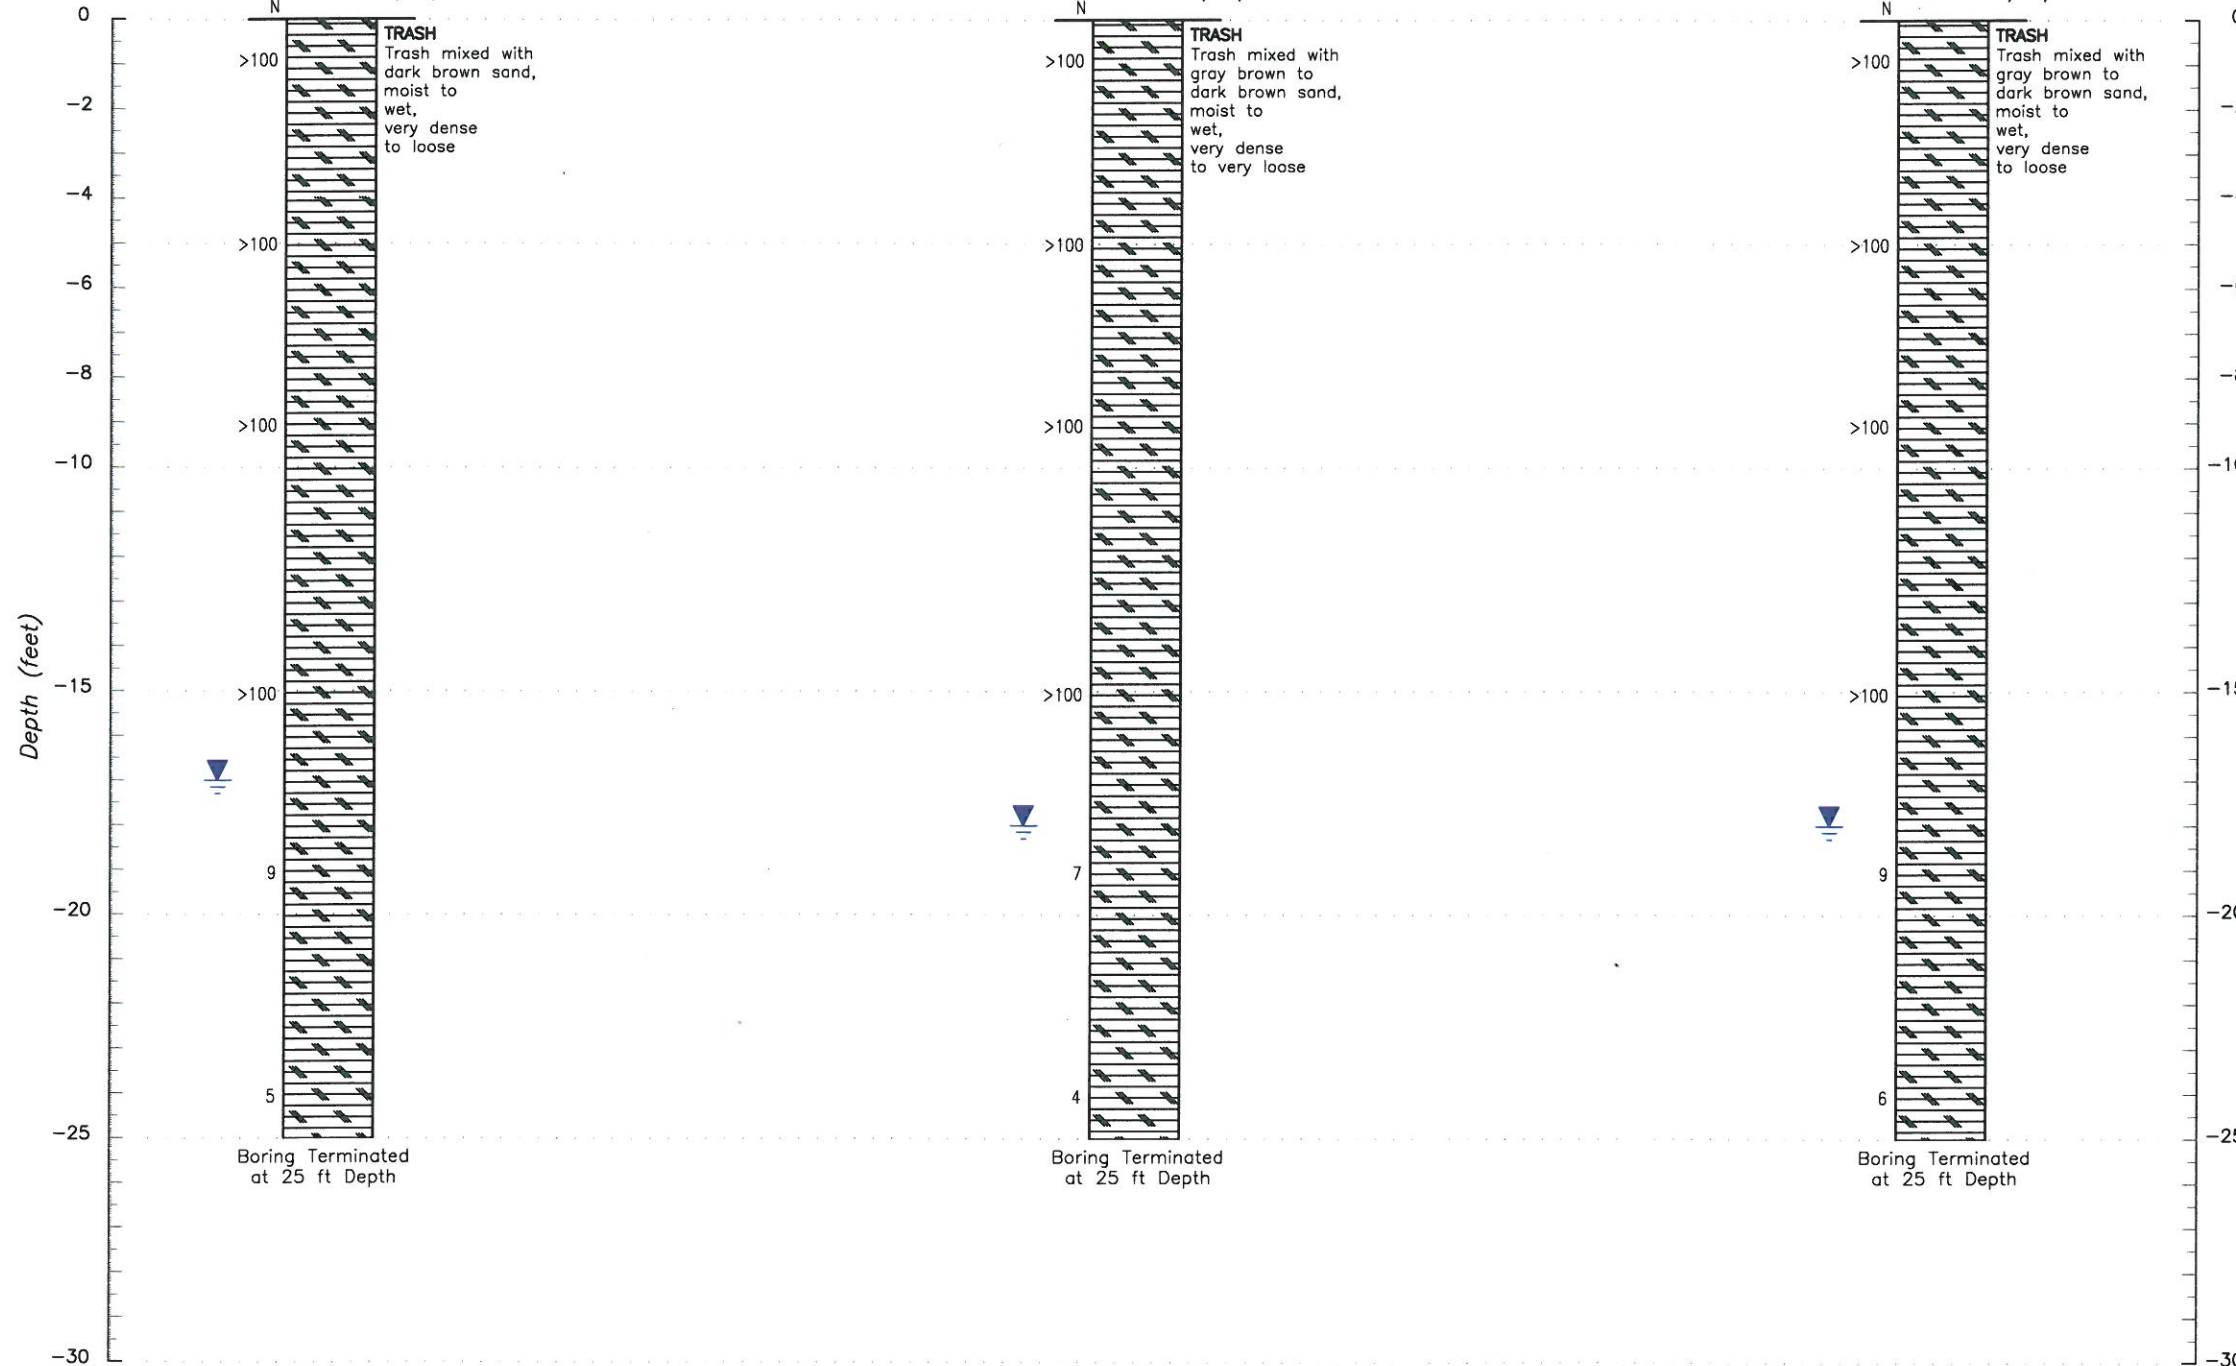 N
N
N
0
-2
-4
-6
-8
-10
-15
-20
-25
-30
Depth (feet)
>100
>100
>100
>100
9
5
TRASH
Trash mixed with
dark brown sand,
moist to
wet,
very dense
to loose
Boring Terminated
at 25 ft Depth
>100
>100
>100
>100
7
4
TRASH
Trash mixed with
gray brown to
dark brown sand,
moist to
wet,
very dense
to very loose
Boring Terminated
at 25 ft Depth
>100
>100
>100
>100
9
6
TRASH
Trash mixed with
gray brown to
dark brown sand,
moist to
wet,
very dense
to loose
Boring Terminated
at 25 ft Depth